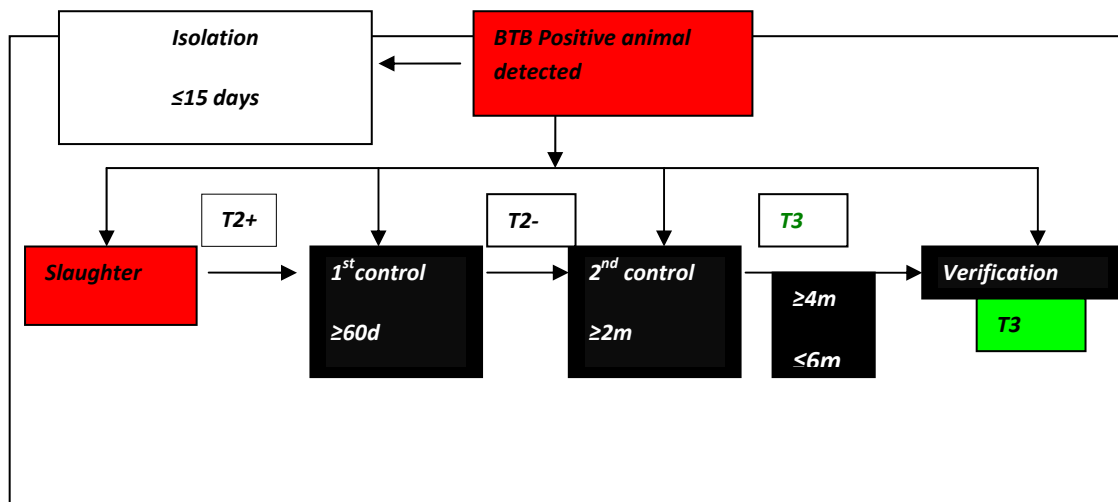 Isolation
≤15 days
BTB Positive animal
detected
T2+
T2-
T3
Slaughter
1st control
≥60d
2nd control
≥2m
≥4m
≤6m
Verification
T3